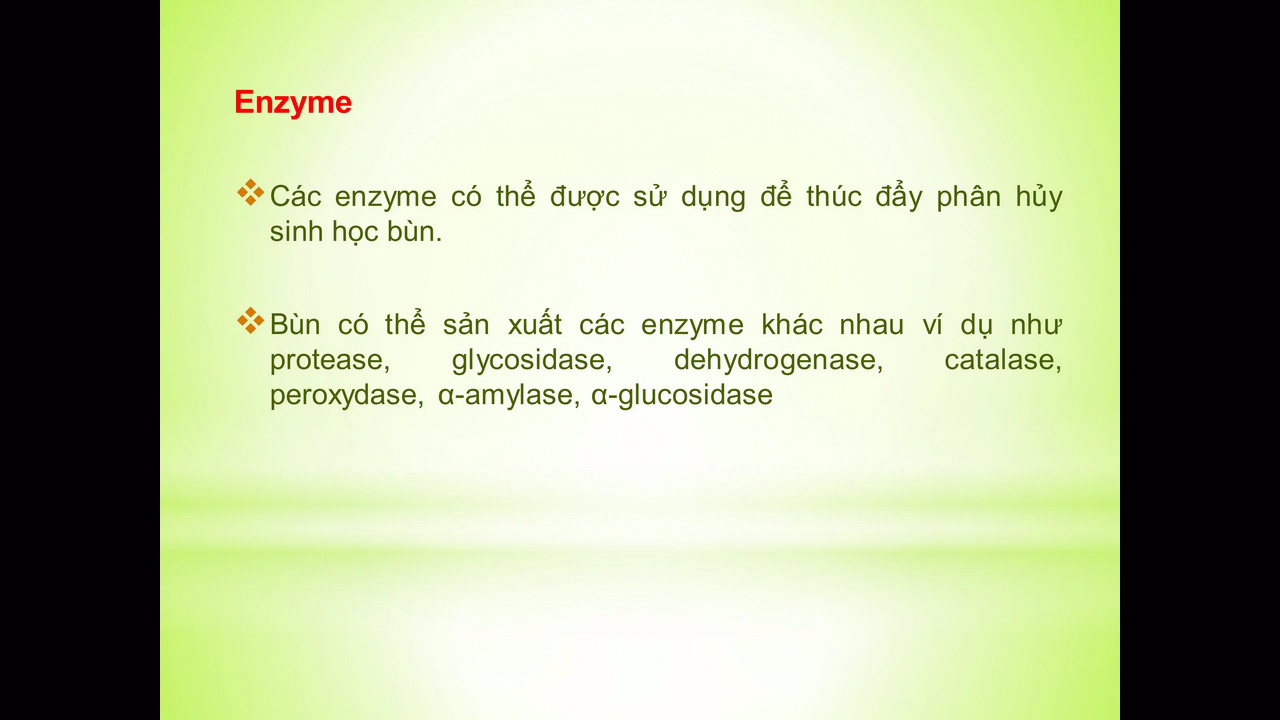 Enzyme
Các enzyme có thể được sử dụng để thúc đẩy phân hủy
sinh học bùn.
Bùn có thể sản xuất các enzyme khác nhau ví dụ như
protease, glycosidase, dehydrogenase, catalase,
peroxydase, α-amylase, α-glucosidase